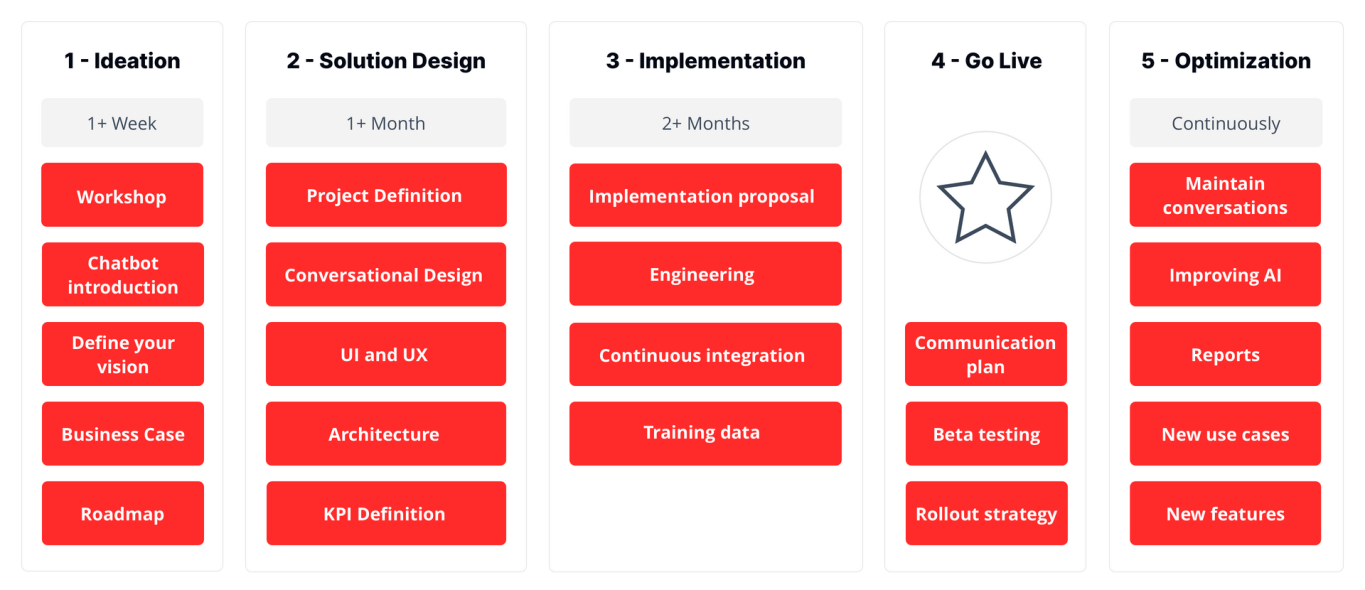 1 - Ideation
1+ Week
Workshop
Chatbot
introduction
Define your
vision
Business Case
Roadmap
2 - Solution Design
1+ Month
Project Definition
Conversational Design
UI and UX
Architecture
KPI Definition
3 - Implementation
2+ Months
Implementation proposal
Engineering
Continuous integration
Training data
4 - Go Live
Communication
plan
Beta testing
Rollout strategy
5 - Optimization
Continuously
Maintain
conversations
Improving AI
Reports
New use cases
New features